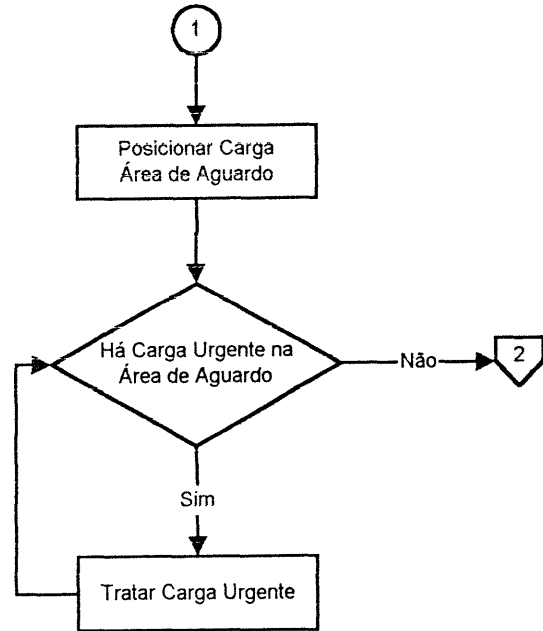 1
Posicionar Carga
Área de Aguardo
Há Carga Urgente na
Área de Aguardo
Não
2
Sim
Tratar Carga Urgente